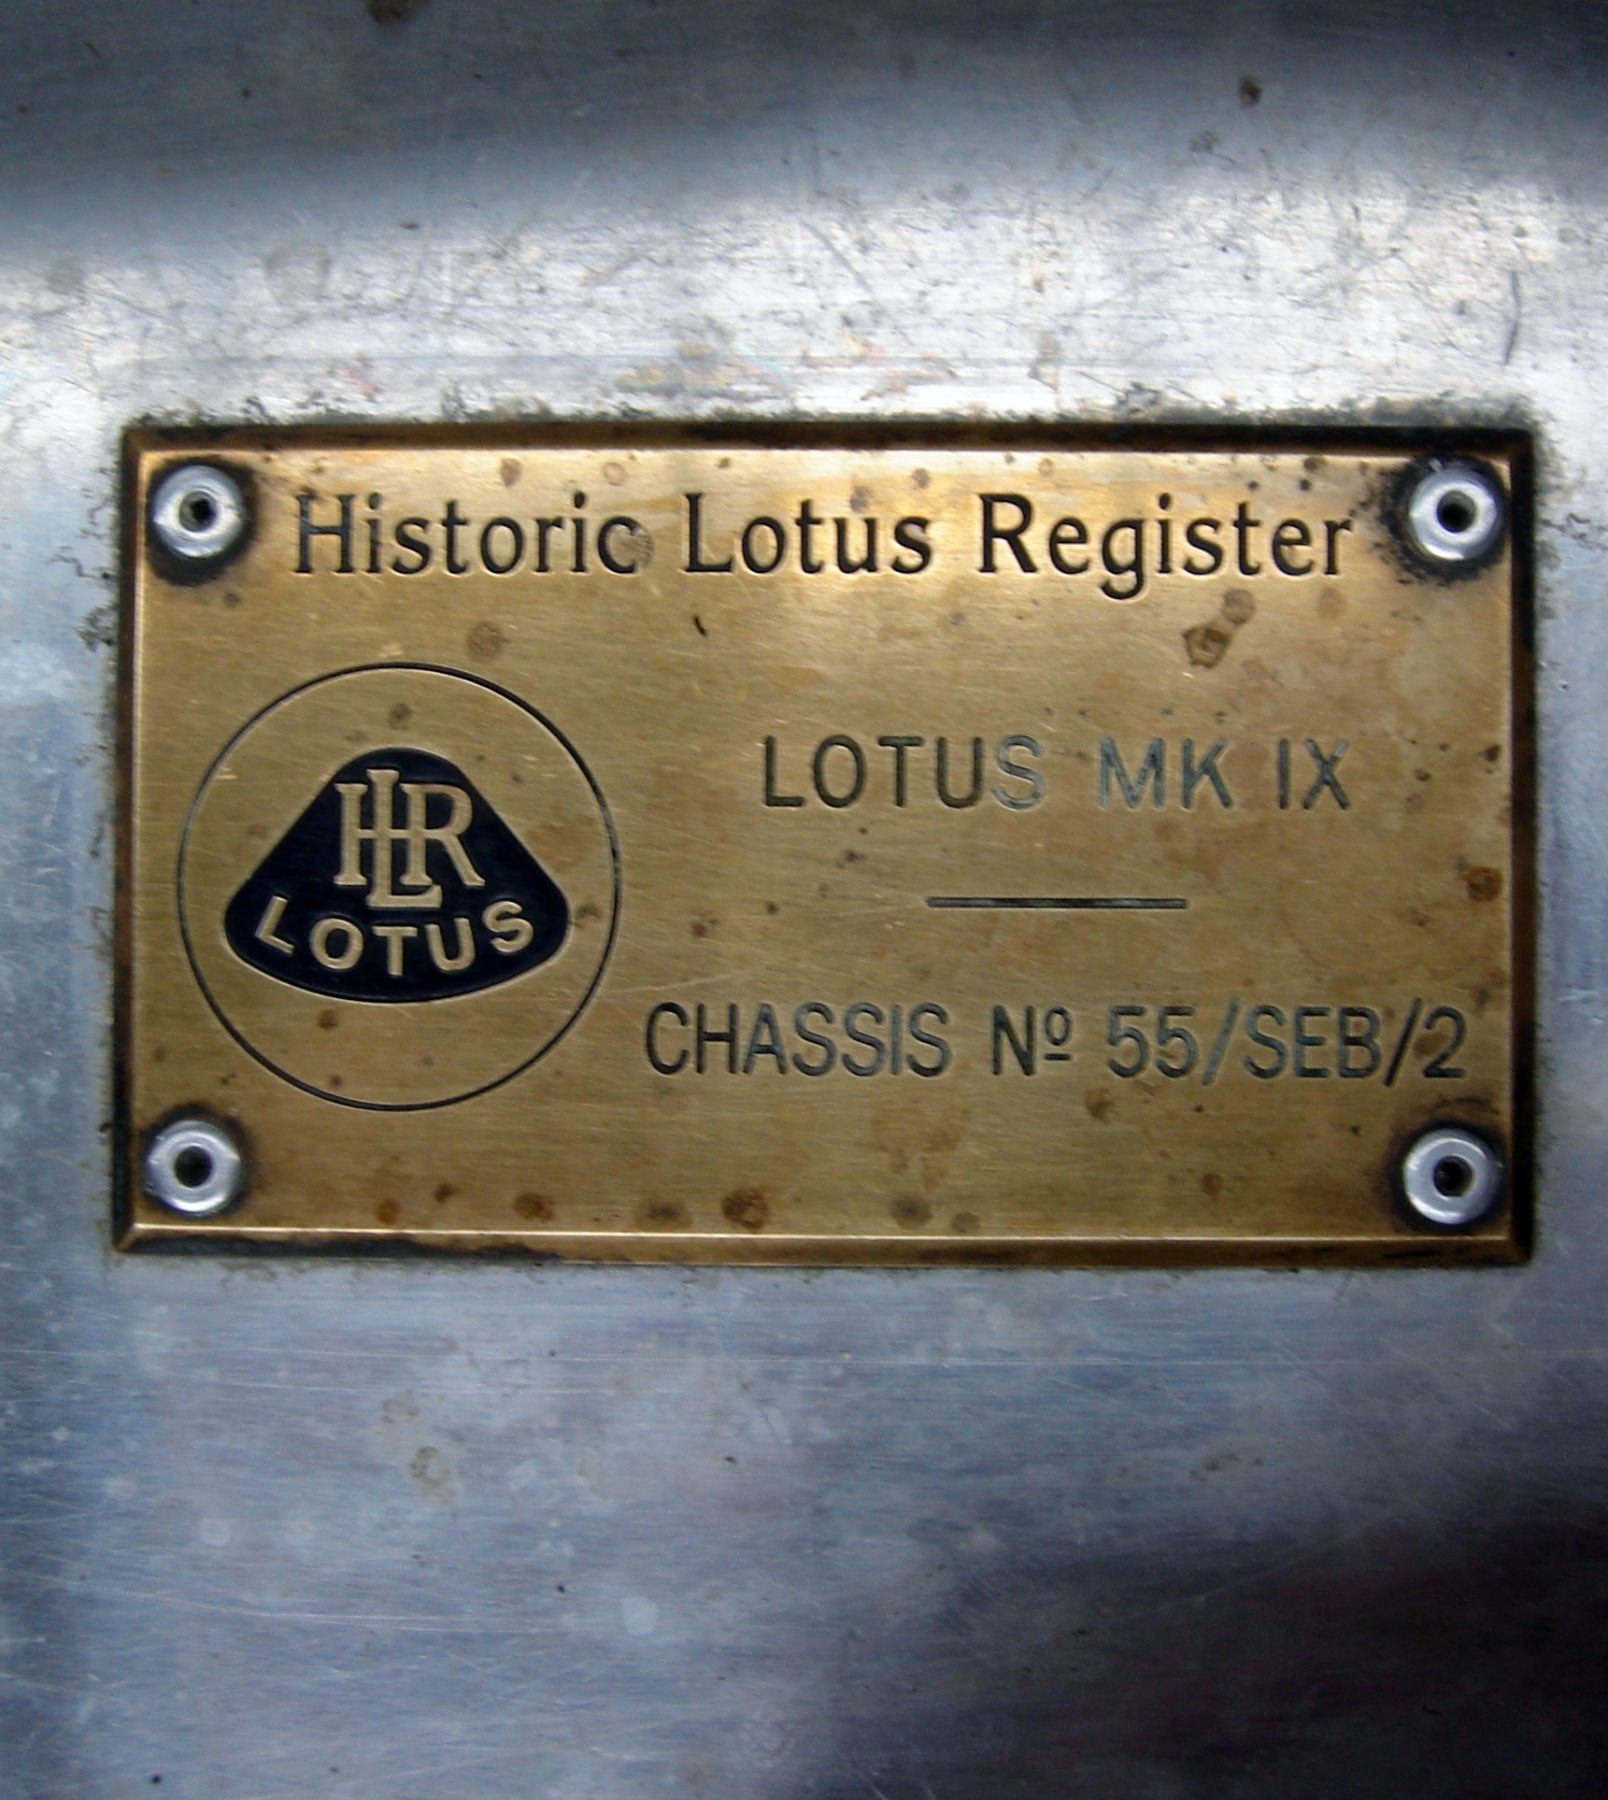 Historic Lotus Register
HLR
LOTUS
LOTUS MK IX
CHASSIS Nº 55/SEB/2